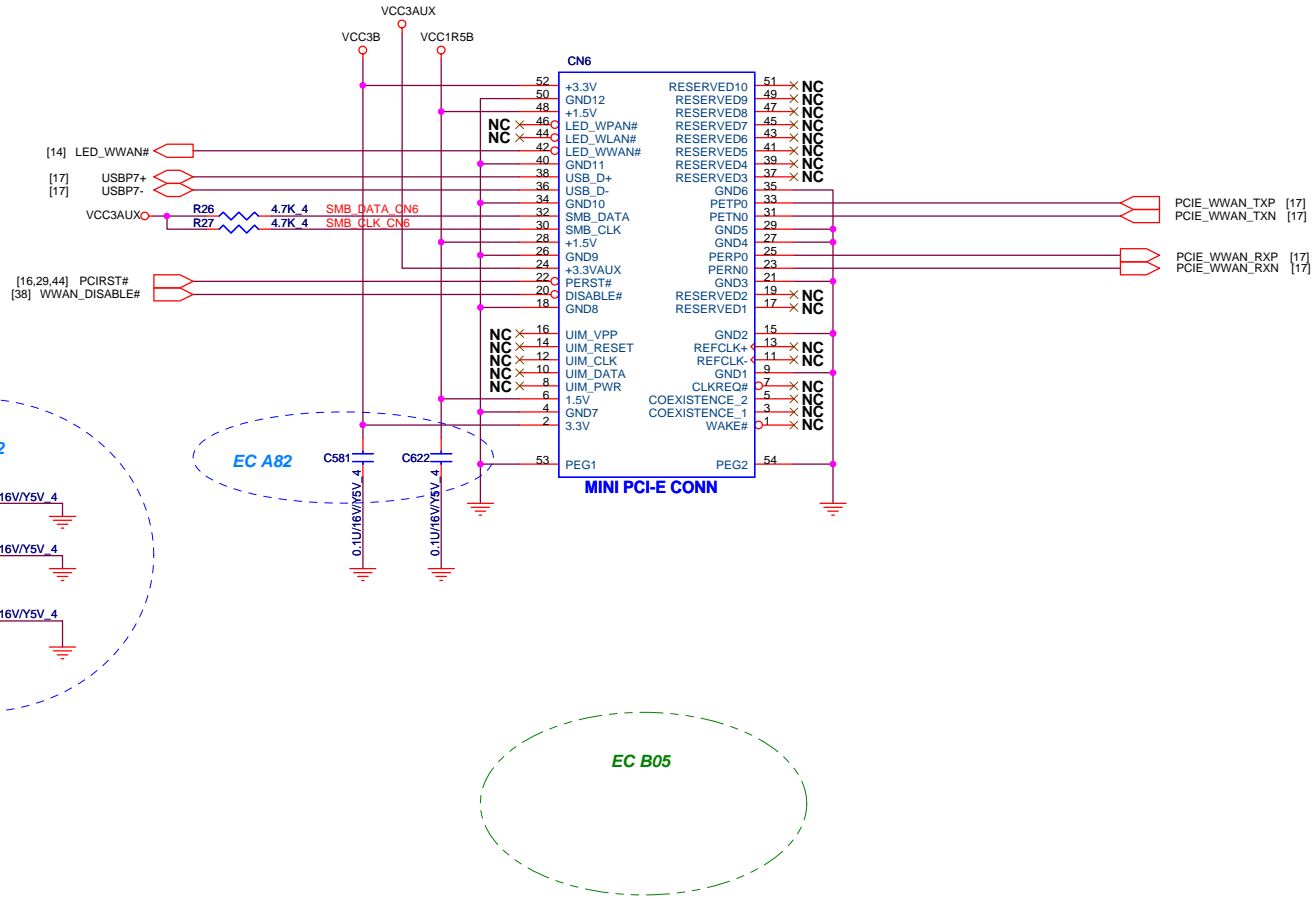 VCC3AUX
VCC3B
VCC1R5B
CN6
52 +3.3V RESERVED10 51 NC
50 GND12 RESERVED9 49 NC
48 +1.5V RESERVED8 47 NC
NC 46 LED_WPAN# RESERVED7 45 NC
NC 44 LED_WLAN# RESERVED6 43 NC
[14] LED_WWAN# 42 LED_WWAN# RESERVED5 41 NC
40 GND11 RESERVED4 39 NC
[17] USBP7+ 38 USB_D+ RESERVED3 37 NC
[17] USBP7- 36 USB_D- GND6 35
34 GND10 PETP0 33 PCIE_WWAN_TXP [17]
VCC3AUX R26 4.7K_4 SMB_DATA_CN6 32 SMB_DATA PETN0 31 PCIE_WWAN_TXN [17]
R27 4.7K_4 SMB_CLK_CN6 30 SMB_CLK GND5 29
28 +1.5V GND4 27
26 GND9 PERP0 25 PCIE_WWAN_RXP [17]
24 +3.3VAUX PERN0 23 PCIE_WWAN_RXN [17]
[16,29,44] PCIRST# 22 PERST# GND3 21
[38] WWAN_DISABLE# 20 DISABLE# RESERVED2 19 NC
18 GND8 RESERVED1 17 NC
NC 16 UIM_VPP GND2 15
NC 14 UIM_RESET REFCLK+ 13 NC
NC 12 UIM_CLK REFCLK- 11 NC
NC 10 UIM_DATA GND1 9
NC 8 UIM_PWR CLKREQ# 7 NC
6 1.5V COEXISTENCE_2 5 NC
4 GND7 COEXISTENCE_1 3 NC
2 3.3V WAKE# 1 NC
53 PEG1 PEG2 54
MINI PCI-E CONN
2
EC A82
C581
0.1U/16V/Y5V_4
C622
0.1U/16V/Y5V_4
16V/Y5V_4
16V/Y5V_4
16V/Y5V_4
EC B05